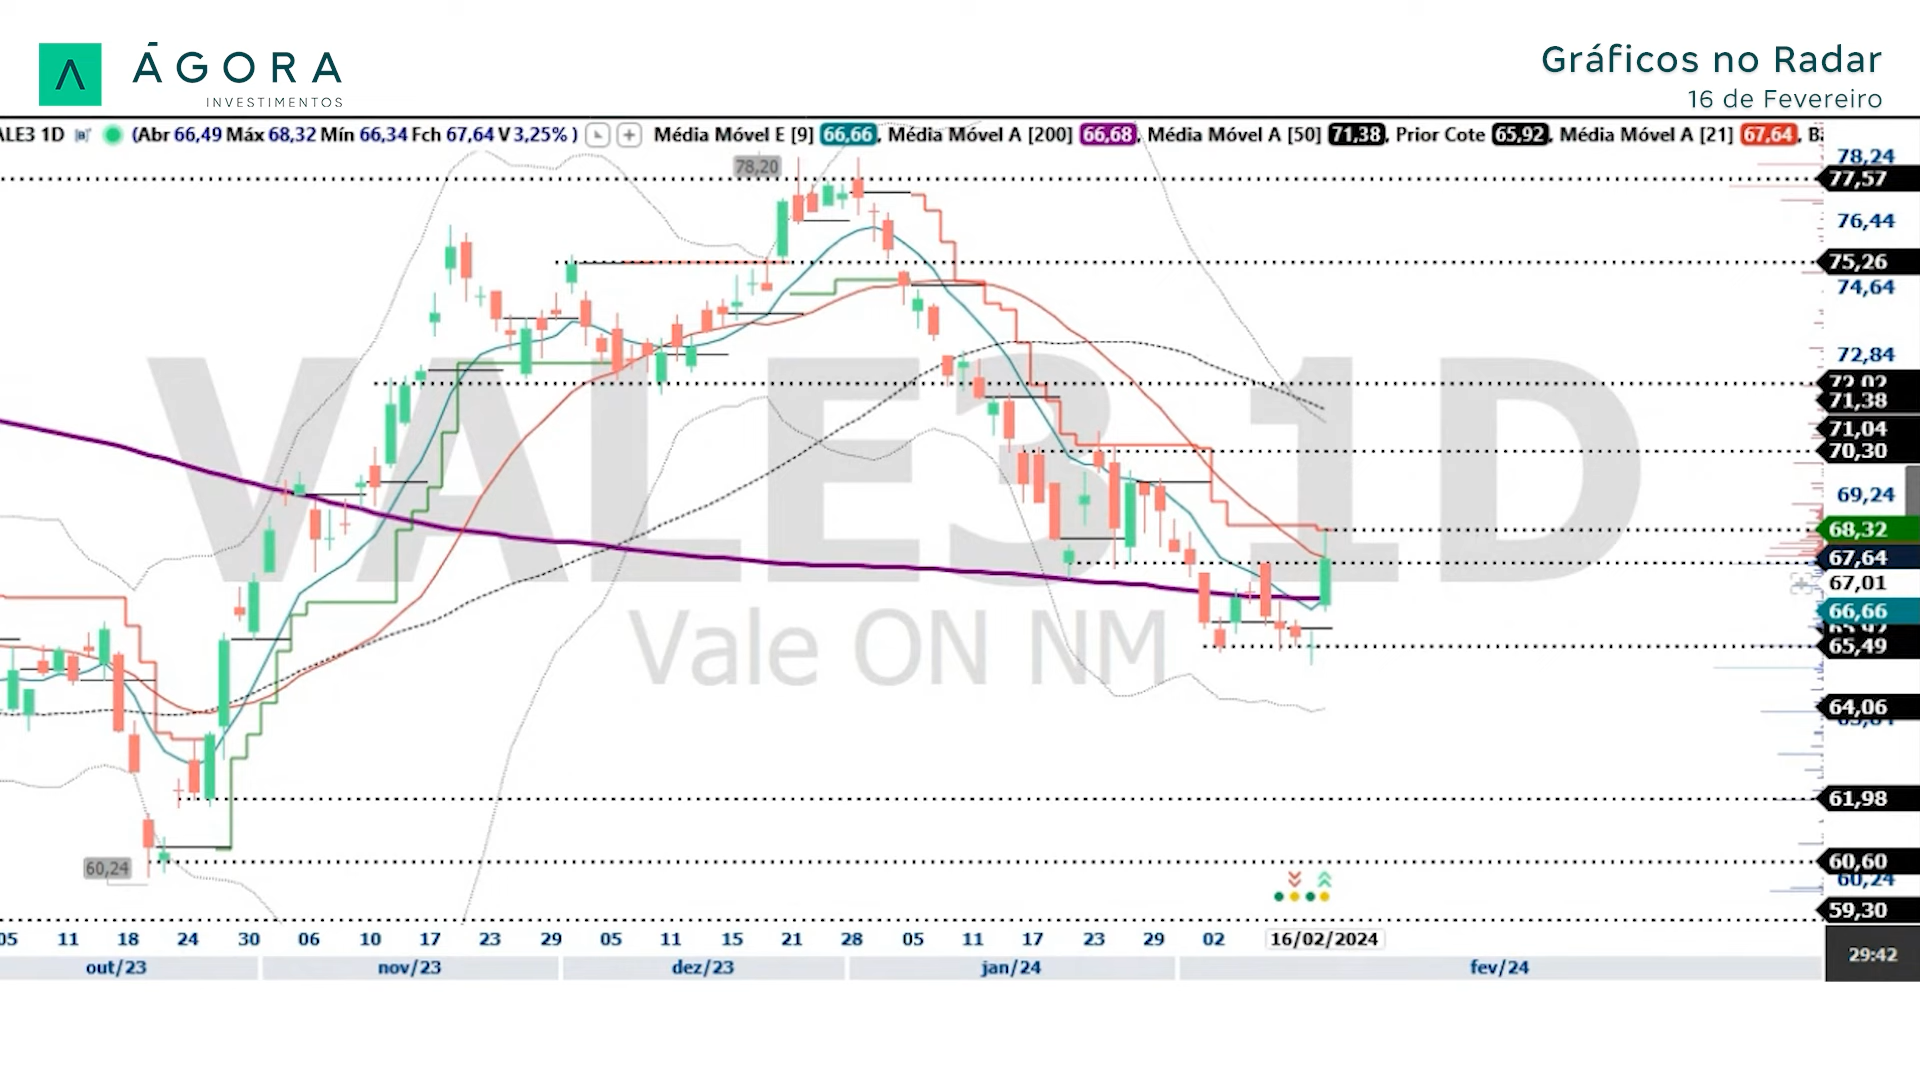 ÁGORA
INVESTIMENTOS
Gráficos no Radar
16 de Fevereiro
ALE3 1D (Abr 66,49 Máx 68,32 Mín 66,34 Fch 67,64 V 3,25% ) Média Móvel E [9] 66,66, Média Móvel A [200] 66,68, Média Móvel A [50] 71,38, Prior Cote 65,92, Média Móvel A [21] 67,64, B
78,20
60,24
VALE3 1D
Vale ON NM
78,24
77,57
76,44
75,26
74,64
72,84
72,02
71,38
71,04
70,30
69,24
68,32
67,64
67,01
66,66
65,49
64,06
61,98
60,60
60,24
59,30
05 11 18 24 30 06 10 17 23 29 05 11 15 21 28 05 11 17 23 29 02 16/02/2024
out/23 nov/23 dez/23 jan/24 fev/24
29:42